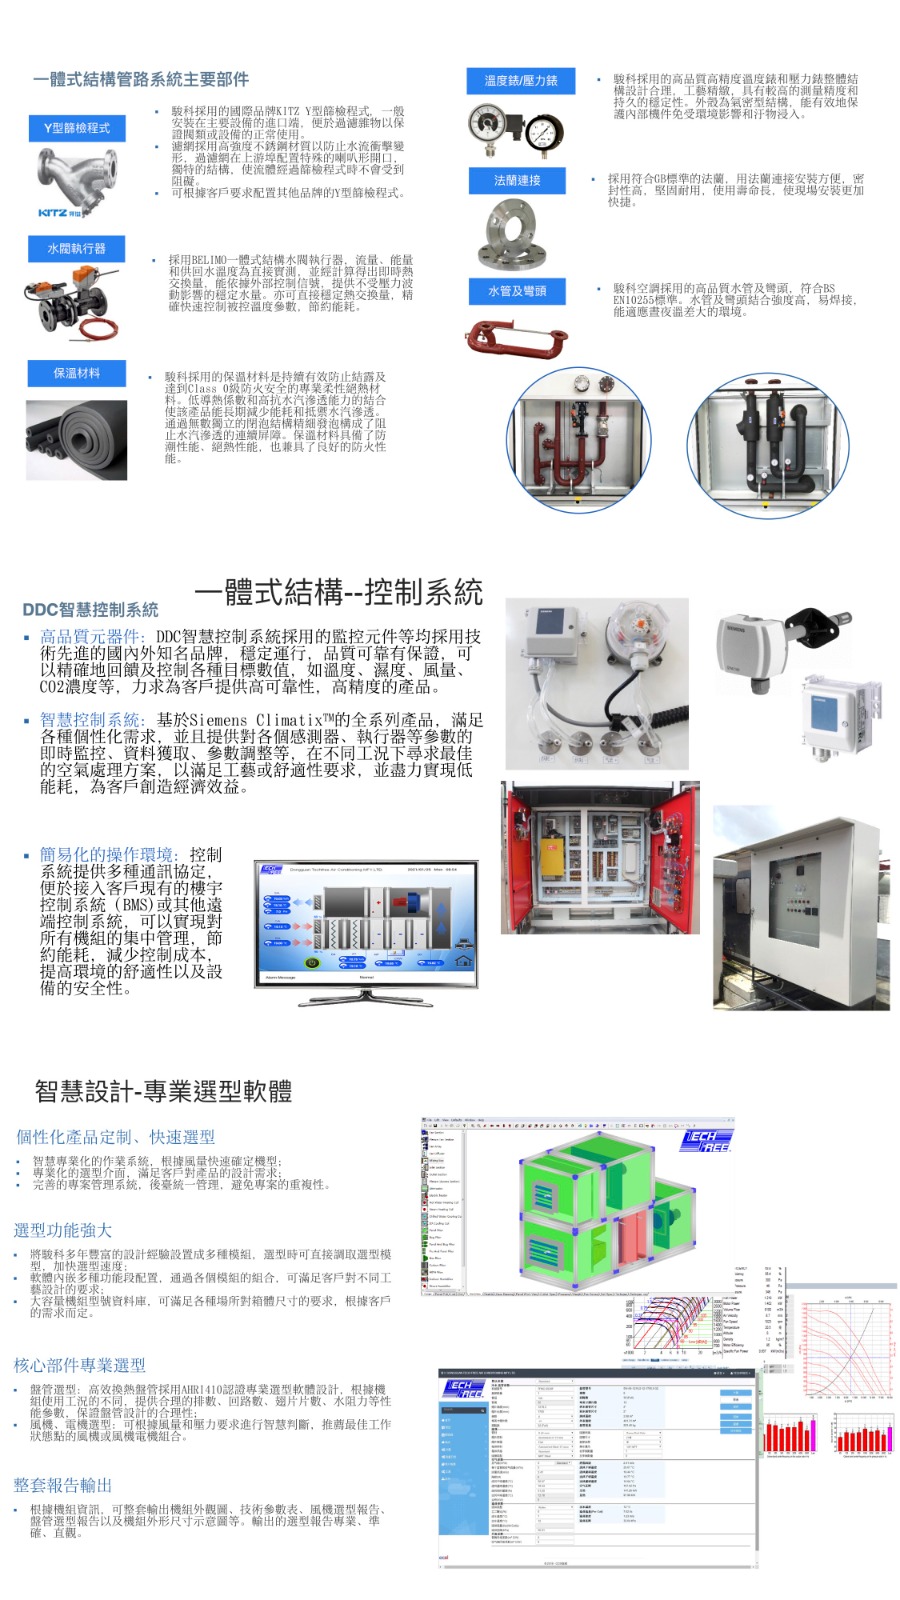 一體式結構管路系統主要部件
Y型篩檢程式
▪ 駿科採用的國際品牌KITZ Y型篩檢程式，一般
安裝在主要設備的進口端，便於過濾雜物以保
證閥類或設備的正常使用。
▪ 濾網採用高強度不銹鋼材質以防止水流衝擊變
形，過濾網在上游埠配置特殊的喇叭形開口，
獨特的結構，使流體經過篩檢程式時不會受到
阻礙。
▪ 可根據客戶要求配置其他品牌的Y型篩檢程式。
KITZ
水閥執行器
▪ 採用BELIMO一體式結構水閥執行器，流量、能量
和供回水溫度為直接實測，並經計算得出即時熱
交換量，能依據外部控制信號，提供不受壓力波
動影響的穩定水量。亦可直接穩定熱交換量，精
確快速控制被控溫度參數，節約能耗。
保溫材料
▪ 駿科採用的保溫材料是持續有效防止結露及
達到Class 0級防火安全的專業柔性絕熱材
料。低導熱係數和高抗水汽滲透能力的結合
使該產品能長期減少能耗和抵禦水汽滲透。
通過無數獨立的閉泡結構精細發泡構成了阻
止水汽滲透的連續屏障。保溫材料具備了防
潮性能、絕熱性能，也兼具了良好的防火性
能。
溫度錶/壓力錶
▪ 駿科採用的高品質高精度溫度錶和壓力錶整體結
構設計合理，工藝精緻，具有較高的測量精度和
持久的穩定性。外殼為氣密型結構，能有效地保
護內部機件免受環境影響和汙物浸入。
法蘭連接
▪ 採用符合GB標準的法蘭，用法蘭連接安裝方便，密
封性高，堅固耐用，使用壽命長，使現場安裝更加
快捷。
水管及彎頭
▪ 駿科空調採用的高品質水管及彎頭，符合BS
EN10255標準。水管及彎頭結合強度高，易焊接，
能適應晝夜溫差大的環境。
一體式結構--控制系統
DDC智慧控制系統
▪ 高品質元器件：DDC智慧控制系統採用的監控元件等均採用技
術先進的國內外知名品牌，穩定運行，品質可靠有保證，可
以精確地回饋及控制各種目標數值，如溫度、濕度、風量、
CO2濃度等，力求為客戶提供高可靠性，高精度的產品。
▪ 智慧控制系統：基於Siemens Climatix™的全系列產品，滿足
各種個性化需求，並且提供對各個感測器、執行器等參數的
即時監控、資料獲取、參數調整等，在不同工況下尋求最佳
的空氣處理方案，以滿足工藝或舒適性要求，並盡力實現低
能耗，為客戶創造經濟效益。
▪ 簡易化的操作環境：控制
系統提供多種通訊協定，
便於接入客戶現有的樓宇
控制系統（BMS)或其他遠
端控制系統，可以實現對
所有機組的集中管理，節
約能耗，減少控制成本，
提高環境的舒適性以及設
備的安全性。
TECH FREE
Alarm Message
Normal
SIEMENS
智慧設計-專業選型軟體
個性化產品定制、快速選型
▪ 智慧專業化的作業系統，根據風量快速確定機型；
▪ 專業化的選型介面，滿足客戶對產品的設計需求；
▪ 完善的專案管理系統，後臺統一管理，避免專案的重複性。
選型功能強大
▪ 將駿科多年豐富的設計經驗設置成多種模組，選型時可直接調取選型模
型，加快選型速度；
▪ 軟體內嵌多種功能段配置，通過各個模組的組合，可滿足客戶對不同工
藝設計的要求；
▪ 大容量機組型號資料庫，可滿足各種場所對箱體尺寸的要求，根據客戶
的需求而定。
核心部件專業選型
▪ 盤管選型：高效換熱盤管採用AHRI410認證專業選型軟體設計，根據機
組使用工況的不同，提供合理的排數、回路數、翅片片數、水阻力等性
能參數，保證盤管設計的合理性；
▪ 風機、電機選型：可根據風量和壓力要求進行智慧判斷，推薦最佳工作
狀態點的風機或風機電機組合。
整套報告輸出
▪ 根據機組資訊，可整套輸出機組外觀圖、技術參數表、風機選型報告、
盤管選型報告以及機組外形尺寸示意圖等。輸出的選型報告專業、準
確、直觀。
TECH FREE
TECH FREE